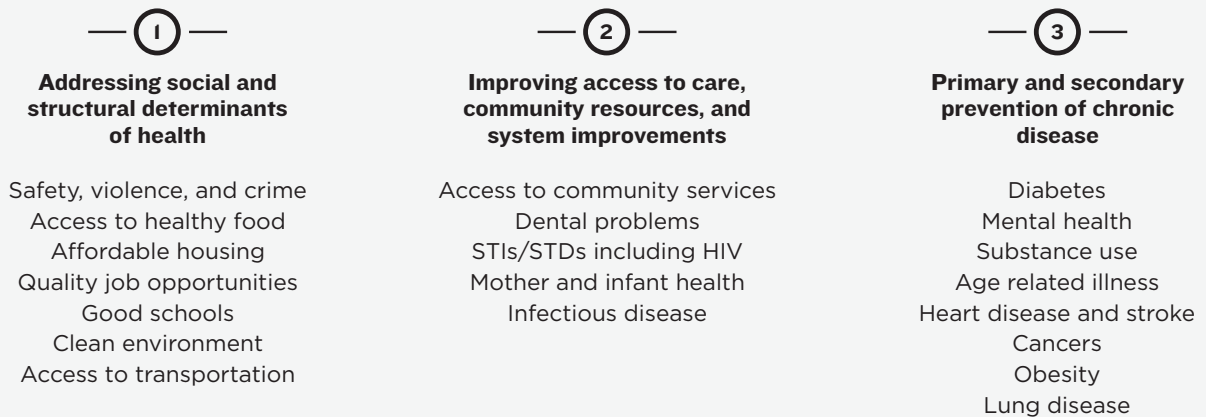 1
Addressing social and
structural determinants
of health
Safety, violence, and crime
Access to healthy food
Affordable housing
Quality job opportunities
Good schools
Clean environment
Access to transportation
2
Improving access to care,
community resources, and
system improvements
Access to community services
Dental problems
STIs/STDs including HIV
Mother and infant health
Infectious disease
3
Primary and secondary
prevention of chronic
disease
Diabetes
Mental health
Substance use
Age related illness
Heart disease and stroke
Cancers
Obesity
Lung disease